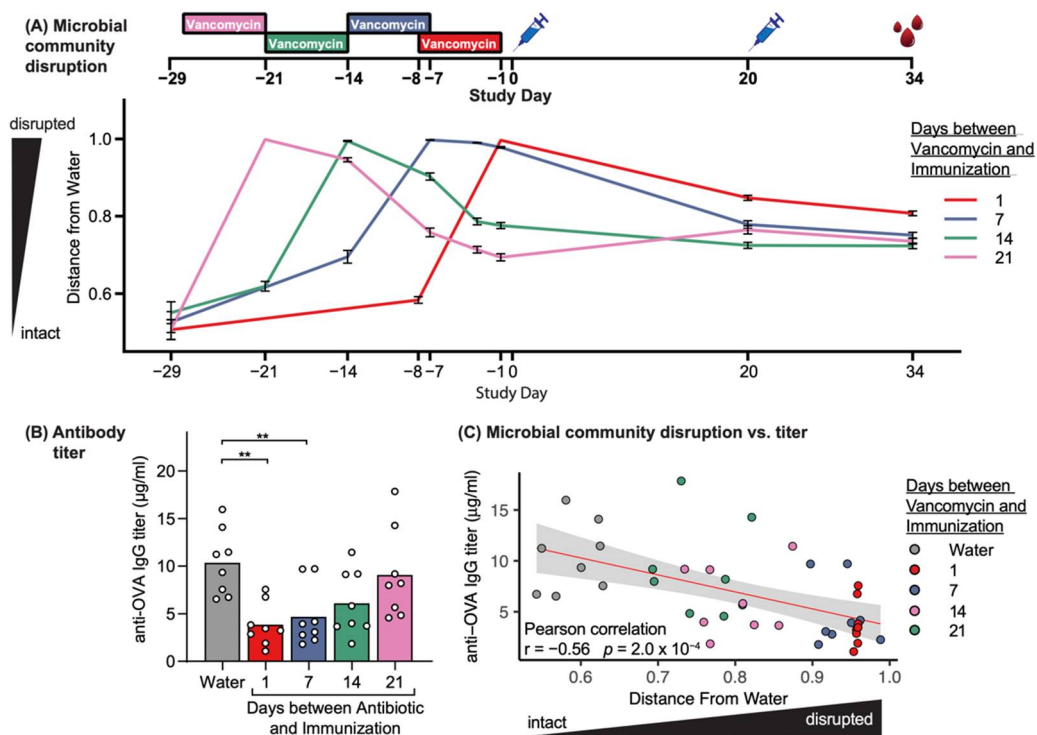 (A) Microbial
community
disruption
Vancomycin
Vancomycin
Vancomycin
Vancomycin
−29 −21 −14 −8 −7 −1 0 20 34
Study Day
disrupted
intact
Distance from Water
1.0
0.8
0.6
−29 −21 −14 −8 −7 −1 0 20 34
Study Day
Days between
Vancomycin and
Immunization
1
7
14
21
(B) Antibody
titer
anti-OVA IgG titer (µg/ml)
20
15
10
5
0
**
**
Water 1 7 14 21
Days between Antibiotic
and Immunization
(C) Microbial community disruption vs. titer
anti−OVA IgG titer (µg/ml)
15
10
5
Pearson correlation
r = −0.56 p = 2.0 x 10⁻⁴
0.6 0.7 0.8 0.9 1.0
Distance From Water
intact disrupted
Days between
Vancomycin and
Immunization
Water
1
7
14
21